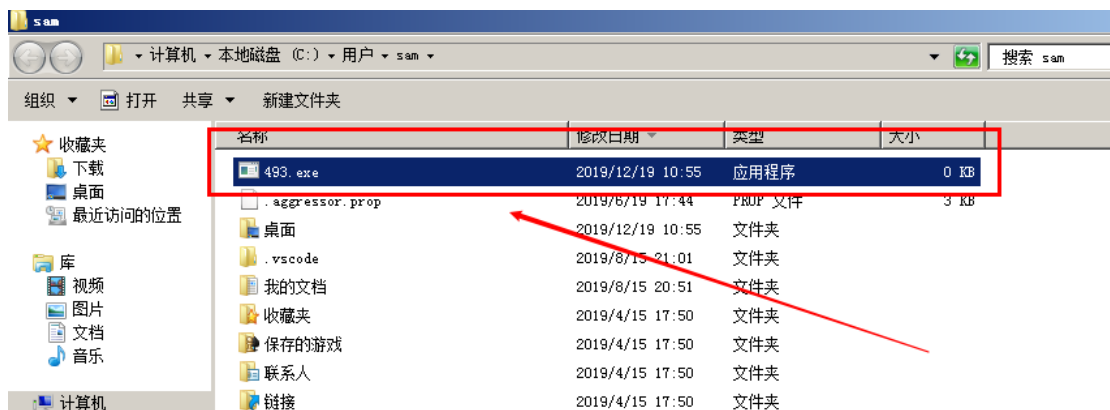 sam
计算机 本地磁盘 (C:) 用户 sam 搜索 sam
组织 打开 共享 新建文件夹
收藏夹
下载
桌面
最近访问的位置
库
视频
图片
文档
音乐
计算机
名称 修改日期 类型 大小
493.exe 2019/12/19 10:55 应用程序 0 KB
.aggressor.prop 2019/6/19 17:44 PROP 文件 3 KB
桌面 2019/12/19 10:55 文件夹
.vscode 2019/8/15 21:01 文件夹
我的文档 2019/8/15 20:51 文件夹
收藏夹 2019/4/15 17:50 文件夹
保存的游戏 2019/4/15 17:50 文件夹
联系人 2019/4/15 17:50 文件夹
链接 2019/4/15 17:50 文件夹